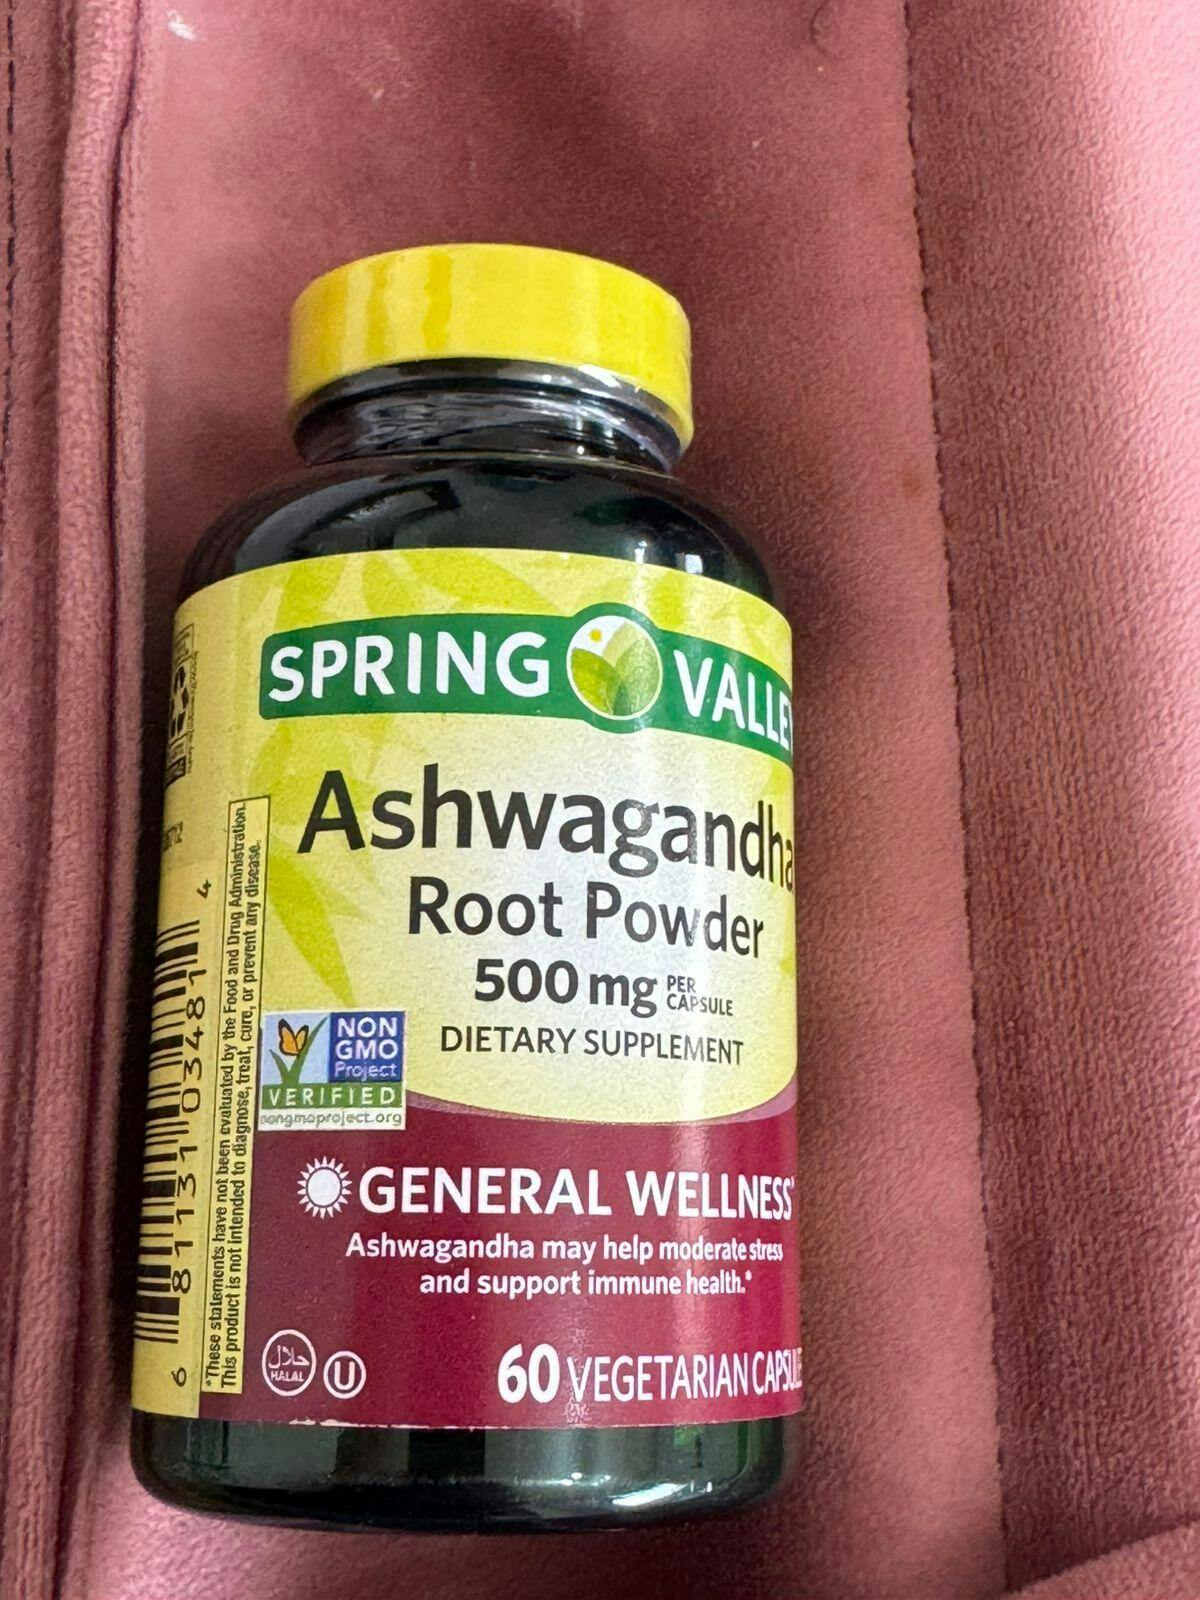 SPRING VALLEY
Ashwagandha
Root Powder
500 mg PER CAPSULE
DIETARY SUPPLEMENT
NON
GMO
Project
VERIFIED
nongmoproject.org
GENERAL WELLNESS*
Ashwagandha may help moderate stress
and support immune health.*
حلال
HALAL
U
60 VEGETARIAN CAPSULE
*These statements have not been evaluated by the Food and Drug Administration.
This product is not intended to diagnose, treat, cure, or prevent any disease.
6 81131 03481 4